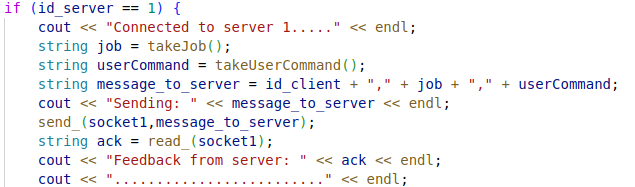 if (id_server == 1) {
    cout << "Connected to server 1....." << endl;
    string job = takeJob();
    string userCommand = takeUserCommand();
    string message_to_server = id_client + "," + job + "," + userCommand;
    cout << "Sending: " << message_to_server << endl;
    send_(socket1,message_to_server);
    string ack = read_(socket1);
    cout << "Feedback from server: " << ack << endl;
    cout << "........................." << endl;